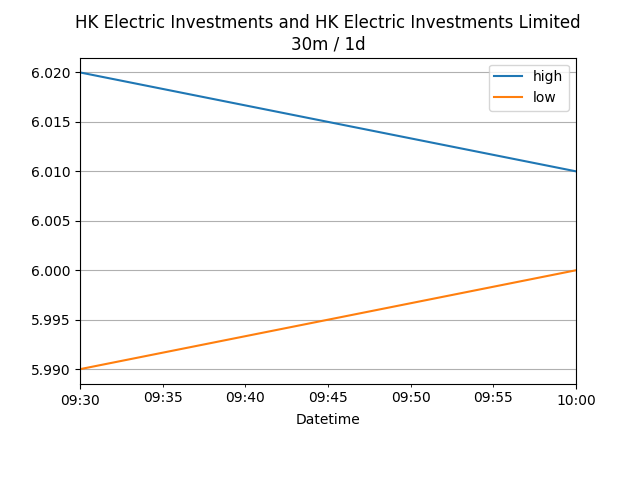 HK Electric Investments and HK Electric Investments Limited
30m / 1d
high
low
6.020
6.015
6.010
6.005
6.000
5.995
5.990
09:30 09:35 09:40 09:45 09:50 09:55 10:00
Datetime